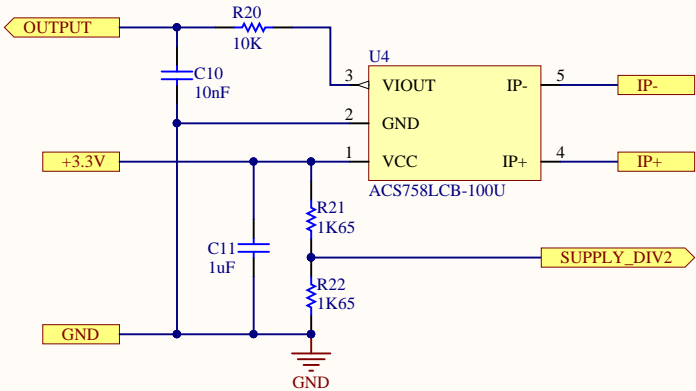 R20
OUTPUT
10K
U4
C10
10nF
3
VIOUT
IP-
5
IP-
2
GND
+3.3V
1
VCC
IP+
4
IP+
ACS758LCB-100U
R21
1K65
C11
1uF
SUPPLY_DIV2
R22
1K65
GND
GND